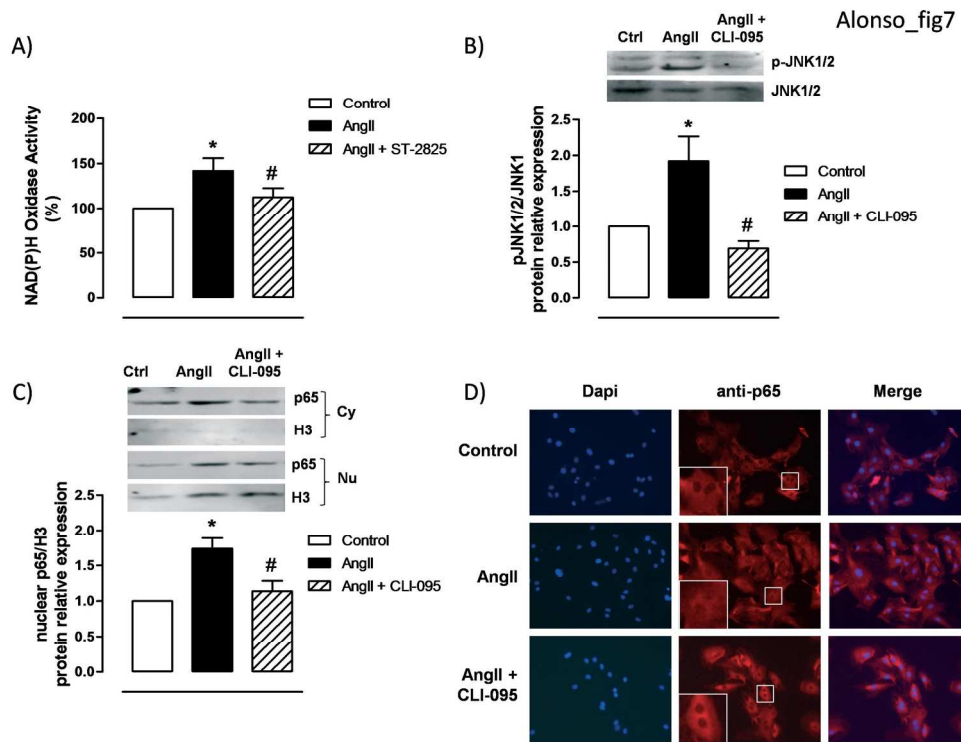 Alonso_fig7
A)
Control
AngII
AngII + ST-2825
NAD(P)H Oxidase Activity
(%)
200
150
100
50
0
*
#
B)
Ctrl AngII AngII +
CLI-095
p-JNK1/2
JNK1/2
pJNK1/2/JNK1
protein relative expression
2.5
2.0
1.5
1.0
0.5
0.0
*
#
Control
AngII
AngII + CLI-095
C)
Ctrl AngII AngII +
CLI-095
p65
H3
Cy
p65
H3
Nu
nuclear p65/H3
protein relative expression
2.5
2.0
1.5
1.0
0.5
0.0
*
#
Control
AngII
AngII + CLI-095
D)
Dapi anti-p65 Merge
Control
AngII
AngII +
CLI-095